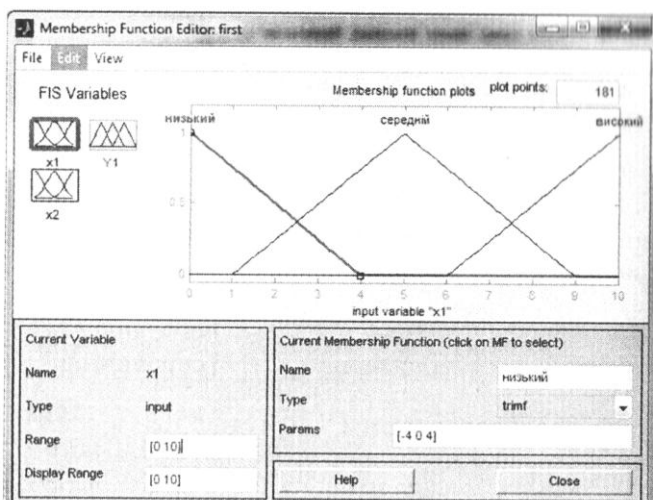 Membership Function Editor: first
File Edit View
FIS Variables
Membership function plots
plot points:
181
x1
Y1
x2
низький
середній
високий
1
0.5
0
0 1 2 3 4 5 6 7 8 9 10
input variable "x1"
Current Variable
Name x1
Type input
Range [0 10]
Display Range [0 10]
Current Membership Function (click on MF to select)
Name низький
Type trimf
Params [-4 0 4]
Help
Close